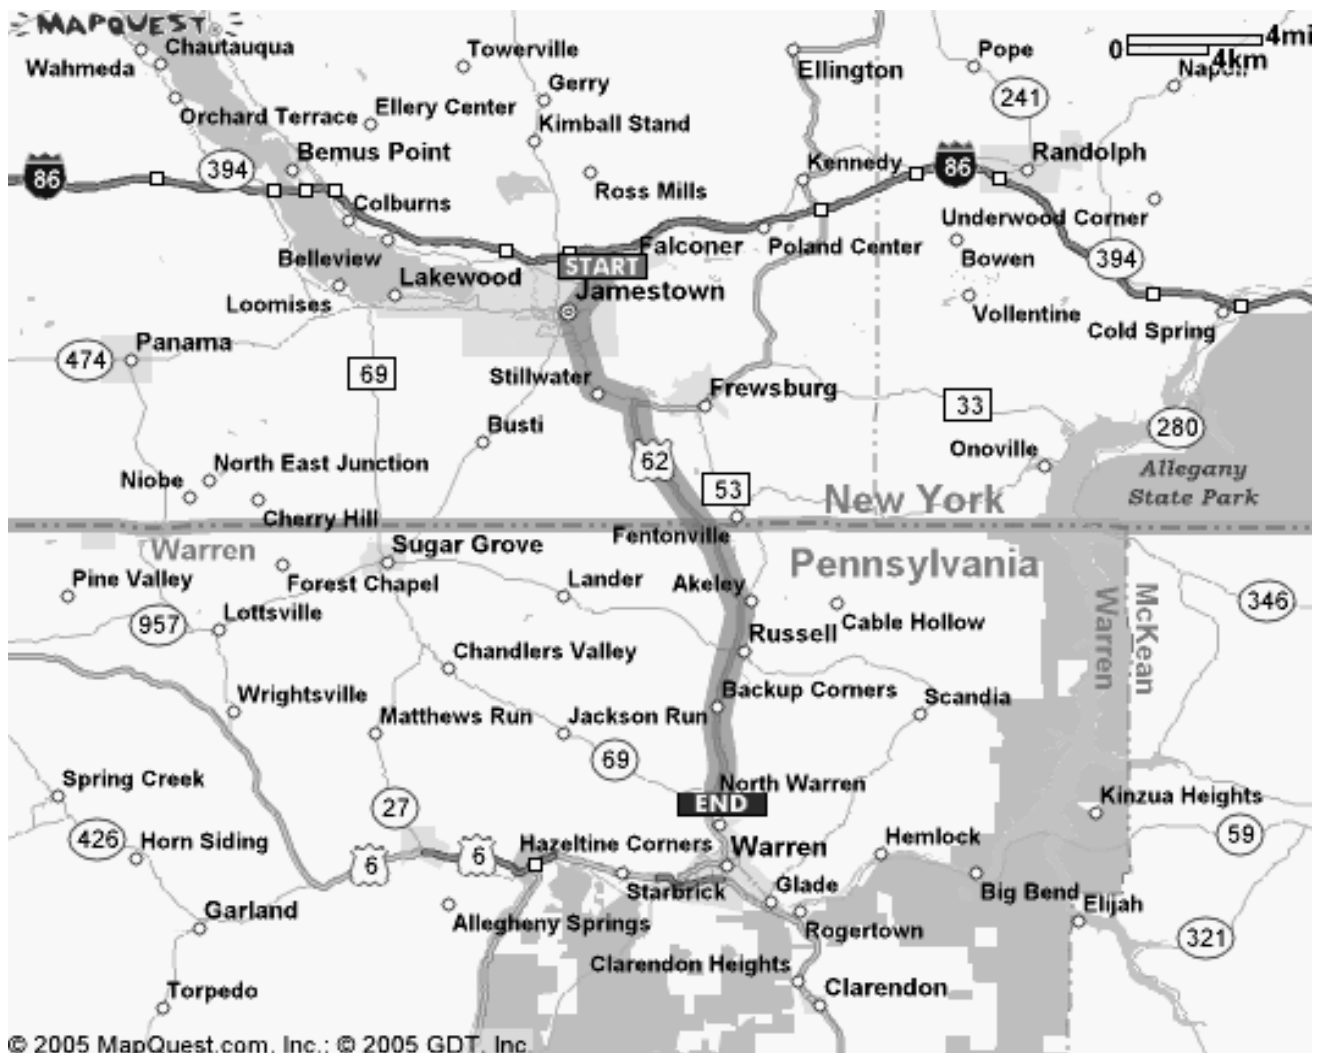 MAPQUEST
Chautauqua
Wahmeda
Towerville
Ellington
Pope
0 4mi
4km
Orchard Terrace
Ellery Center
Gerry
241
Kimball Stand
394
Bemus Point
Kennedy
86
Randolph
86
Ross Mills
Colburns
Underwood Corner
Belleview
Falconer
Poland Center
Bowen
394
START
Lakewood
Jamestown
Loomises
Vollentine
Cold Spring
Panama
474
69
Stillwater
Frewsburg
33
Busti
280
Onoville
62
North East Junction
Niobe
53
Allegany
State Park
Cherry Hill
New York
Fentonville
Warren
Sugar Grove
Pennsylvania
Pine Valley
Forest Chapel
Lander
Akeley
McKean
Warren
346
Lottsville
957
Cable Hollow
Russell
Chandlers Valley
Wrightsville
Backup Corners
Scandia
Matthews Run
Jackson Run
69
Spring Creek
North Warren
27
END
Kinzua Heights
426
Horn Siding
Hazeltine Corners
Hemlock
59
6
6
Warren
Starbrick
Glade
Big Bend
Elijah
Garland
Allegheny Springs
Rogertown
321
Clarendon Heights
Torpedo
Clarendon
© 2005 MapQuest.com, Inc.; © 2005 GDT, Inc.